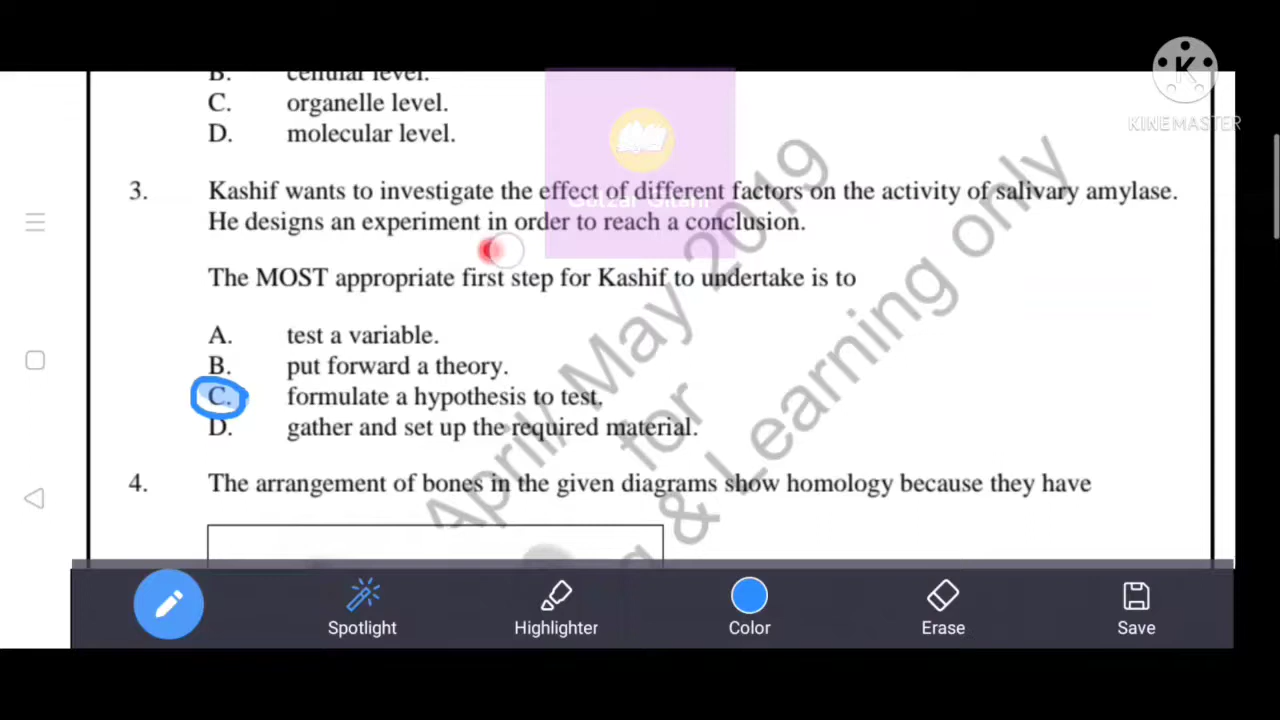 K
KINEMASTER
B. cellular level.
C. organelle level.
D. molecular level.
3. Kashif wants to investigate the effect of different factors on the activity of salivary amylase.
He designs an experiment in order to reach a conclusion.
The MOST appropriate first step for Kashif to undertake is to
A. test a variable.
B. put forward a theory.
C. formulate a hypothesis to test.
D. gather and set up the required material.
4. The arrangement of bones in the given diagrams show homology because they have
April/ May 2019
for
& Learning only
Spotlight
Highlighter
Color
Erase
Save